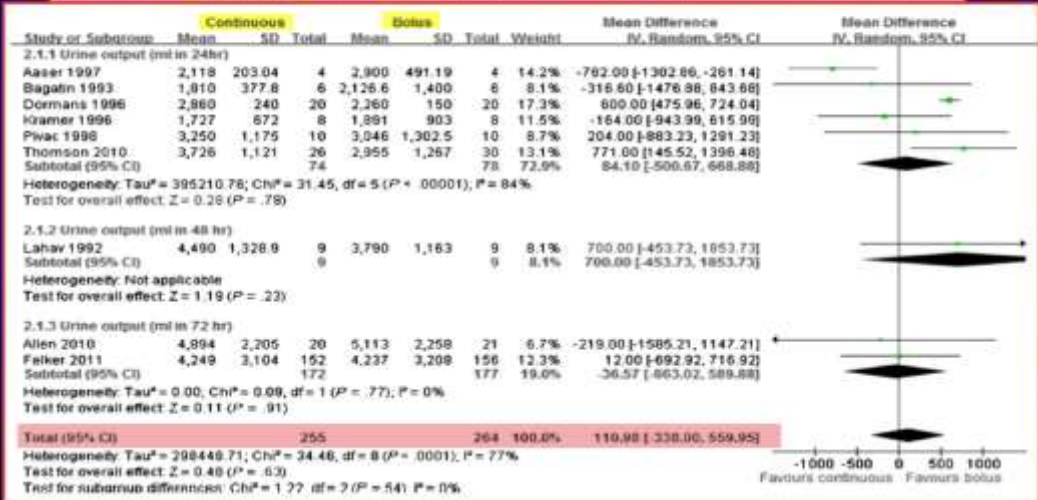 Continuous Bolus Mean Difference Mean Difference
Study or Subgroup Mean SD Total Mean SD Total Weight IV, Random, 95% CI IV, Random, 95% CI
2.1.1 Urine output (ml in 24hr)
Aaser 1997 2,118 203.04 4 2,900 491.19 4 14.2% -782.00 [-1302.86, -261.14]
Bagatin 1993 1,810 377.8 6 2,126.6 1,400 6 8.1% -316.60 [-1476.88, 843.68]
Dormans 1996 2,860 240 20 2,260 150 20 17.3% 600.00 [475.96, 724.04]
Kramer 1996 1,727 672 8 1,891 903 8 11.5% -164.00 [-943.99, 615.99]
Pivac 1998 3,250 1,175 10 3,046 1,302.5 10 8.7% 204.00 [-883.23, 1291.23]
Thomson 2010 3,726 1,121 26 2,955 1,267 30 13.1% 771.00 [145.52, 1396.48]
Subtotal (95% CI) 74 78 72.9% 84.10 [-500.67, 668.88]
Heterogeneity: Tau² = 395210.76; Chi² = 31.45, df = 5 (P < .00001); I² = 84%
Test for overall effect: Z = 0.28 (P = .78)
2.1.2 Urine output (ml in 48 hr)
Lahav 1992 4,490 1,328.9 9 3,790 1,163 9 8.1% 700.00 [-453.73, 1853.73]
Subtotal (95% CI) 9 9 8.1% 700.00 [-453.73, 1853.73]
Heterogeneity: Not applicable
Test for overall effect: Z = 1.19 (P = .23)
2.1.3 Urine output (ml in 72 hr)
Allen 2010 4,894 2,205 20 5,113 2,258 21 6.7% -219.00 [-1585.21, 1147.21]
Felker 2011 4,249 3,104 152 4,237 3,208 156 12.3% 12.00 [-692.92, 716.92]
Subtotal (95% CI) 172 177 19.0% -36.57 [-663.02, 589.88]
Heterogeneity: Tau² = 0.00; Chi² = 0.09, df = 1 (P = .77); I² = 0%
Test for overall effect: Z = 0.11 (P = .91)
Total (95% CI) 255 264 100.0% 110.98 [-338.00, 559.95]
Heterogeneity: Tau² = 298448.71; Chi² = 34.46, df = 8 (P < .0001); I² = 77%
Test for overall effect: Z = 0.48 (P = .63)
Test for subgroup differences: Chi² = 1.22, df = 2 (P = .54) I² = 0%
-1000 -500 0 500 1000
Favours continuous Favours bolus